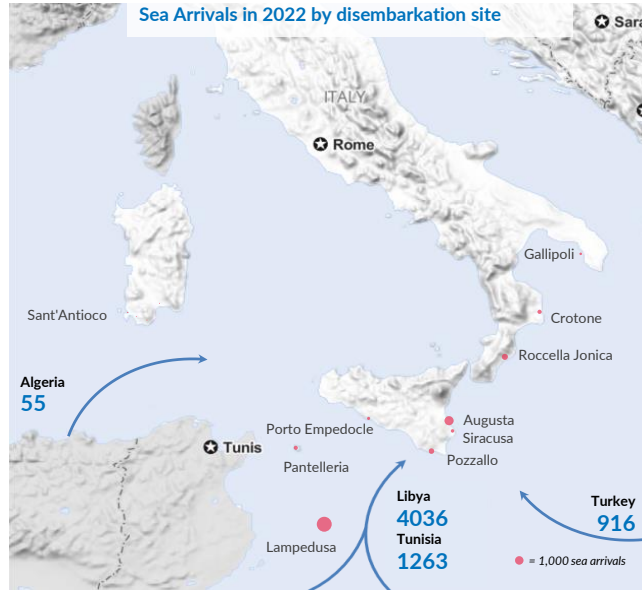 Sea Arrivals in 2022 by disembarkation site
Sara
ITALY
Rome
Gallipoli
Sant'Antioco
Crotone
Roccella Jonica
Algeria
55
Porto Empedocle
Augusta
Siracusa
Tunis
Pozzallo
Pantelleria
Libya
4036
Turkey
916
Tunisia
1263
Lampedusa
= 1,000 sea arrivals